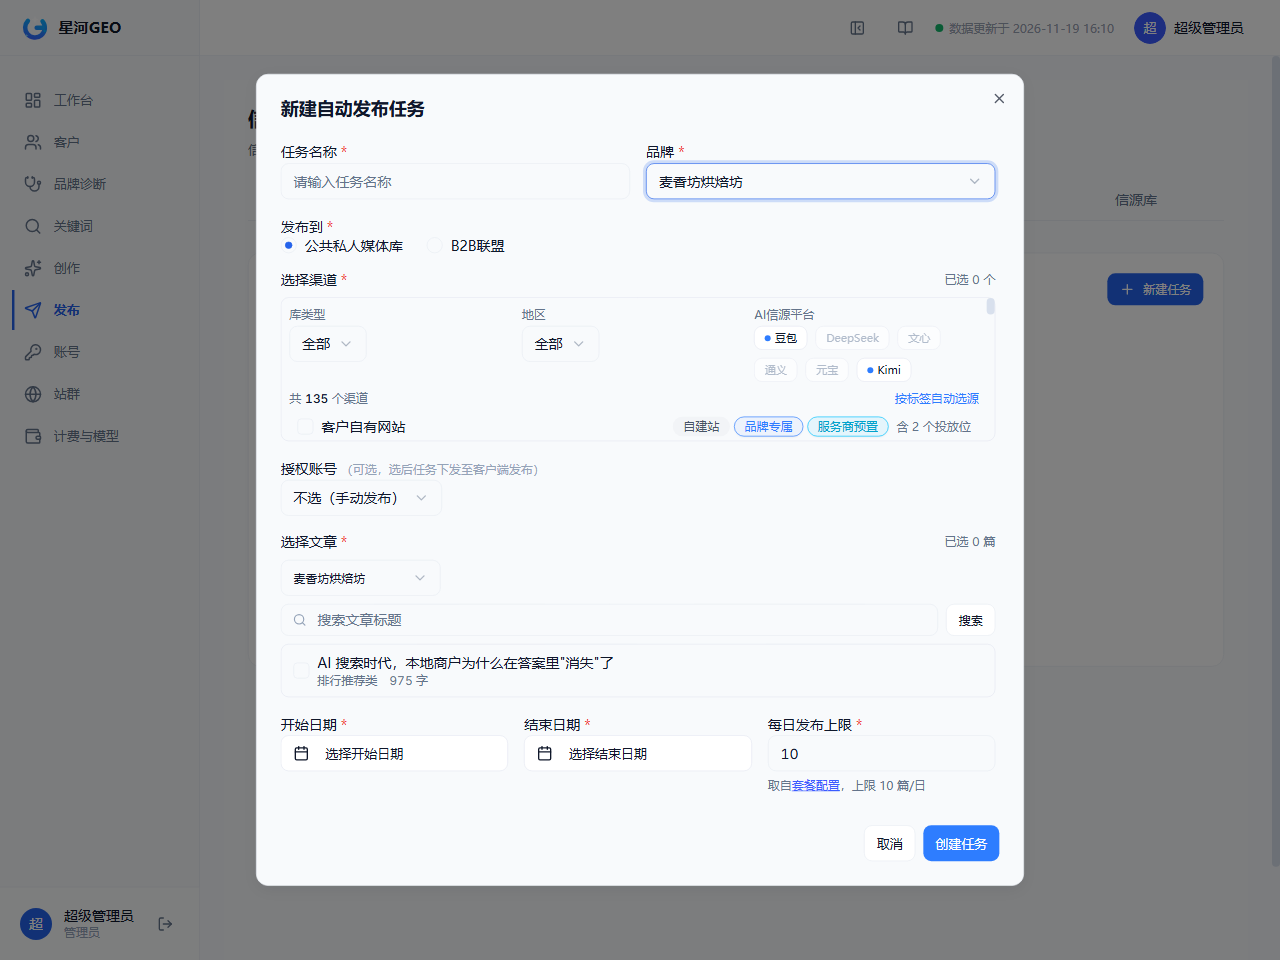 星河GEO
数据更新于 2026-11-19 16:10
超
超级管理员
工作台
客户
品牌诊断
关键词
创作
发布
账号
站群
计费与模型
信源库
新建任务
新建自动发布任务
任务名称 *
请输入任务名称
品牌 *
麦香坊烘焙坊
发布到 *
公共私人媒体库
B2B联盟
选择渠道 *
已选 0 个
库类型
全部
地区
全部
AI信源平台
豆包
DeepSeek
文心
通义
元宝
Kimi
共 135 个渠道
按标签自动选源
客户自有网站
自建站
品牌专属
服务商预置
含 2 个投放位
授权账号 (可选，选后任务下发至客户端发布)
不选（手动发布）
选择文章 *
已选 0 篇
麦香坊烘焙坊
搜索文章标题
搜索
AI 搜索时代，本地商户为什么在答案里"消失"了
排行推荐类 975 字
开始日期 *
选择开始日期
结束日期 *
选择结束日期
每日发布上限 *
10
取自套餐配置，上限 10 篇/日
取消
创建任务
超
超级管理员
管理员